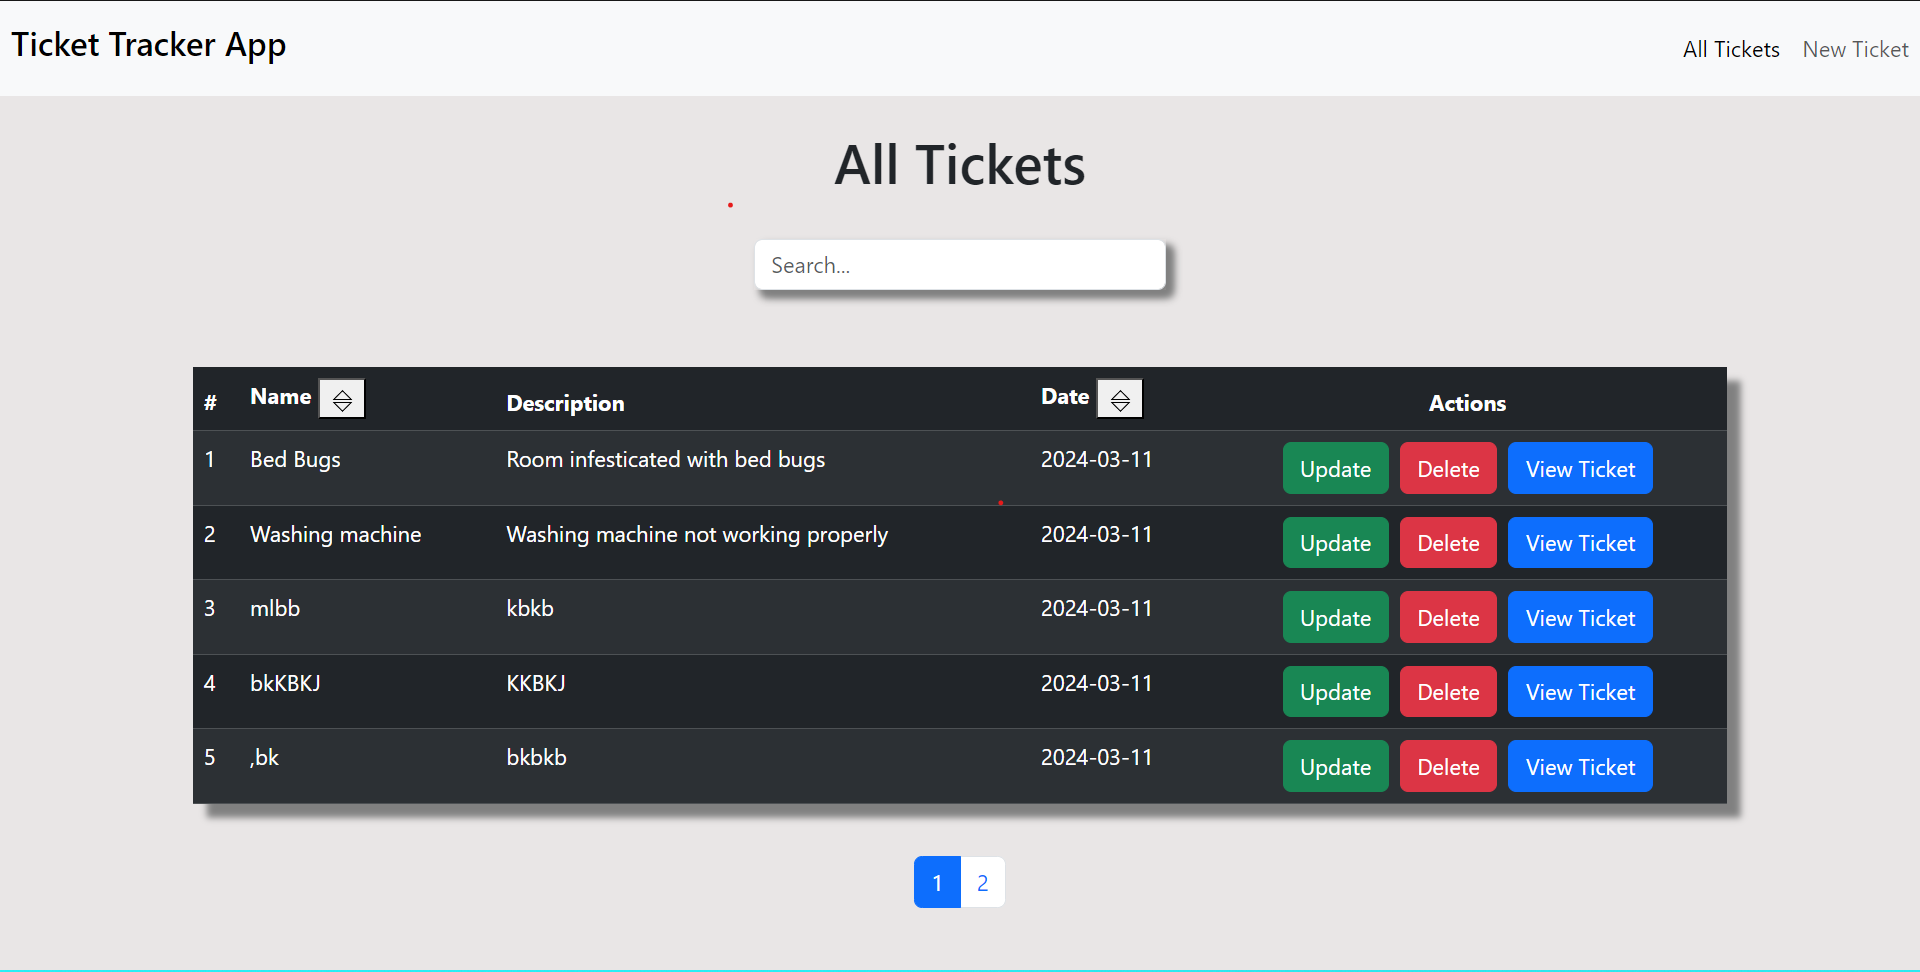 Ticket Tracker App
All Tickets New Ticket
All Tickets
Search...
# Name Description Date Actions
1 Bed Bugs Room infesticated with bed bugs 2024-03-11 Update Delete View Ticket
2 Washing machine Washing machine not working properly 2024-03-11 Update Delete View Ticket
3 mlbb kbkb 2024-03-11 Update Delete View Ticket
4 bkKBKJ KKBKJ 2024-03-11 Update Delete View Ticket
5 ,bk bkbkb 2024-03-11 Update Delete View Ticket
1 2